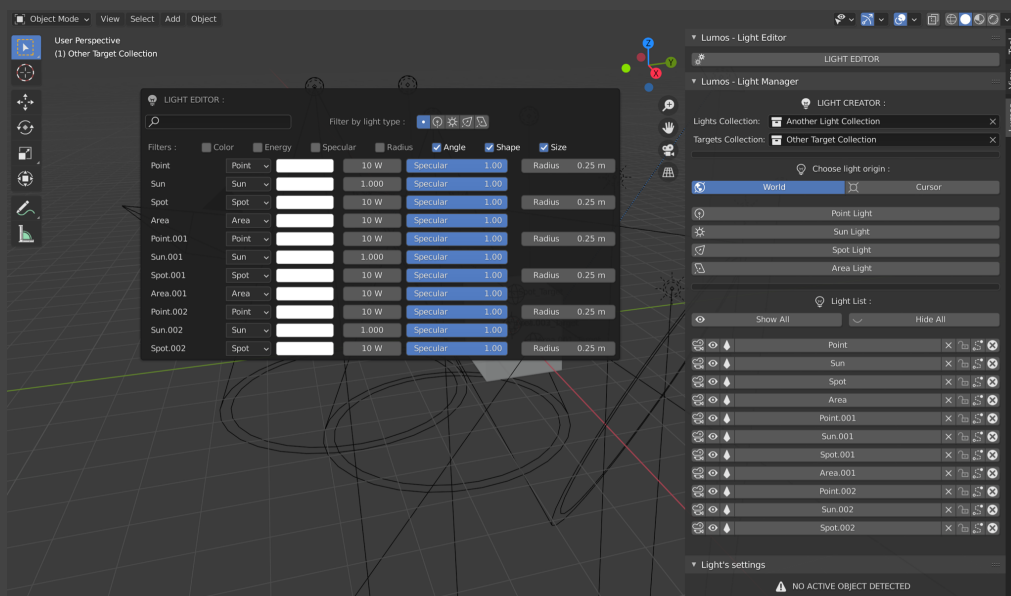 Object Mode View Select Add Object
User Perspective
(1) Other Target Collection
Z
Y
X
LIGHT EDITOR :
Filter by light type :
Filters : Color Energy Specular Radius Angle Shape Size
Point Point 10 W Specular 1.00 Radius 0.25 m
Sun Sun 1.000 Specular 1.00
Spot Spot 10 W Specular 1.00 Radius 0.25 m
Area Area 10 W Specular 1.00
Point.001 Point 10 W Specular 1.00 Radius 0.25 m
Sun.001 Sun 1.000 Specular 1.00
Spot.001 Spot 10 W Specular 1.00 Radius 0.25 m
Area.001 Area 10 W Specular 1.00
Point.002 Point 10 W Specular 1.00 Radius 0.25 m
Sun.002 Sun 1.000 Specular 1.00
Spot.002 Spot 10 W Specular 1.00 Radius 0.25 m
Lumos - Light Editor
LIGHT EDITOR
Lumos - Light Manager
LIGHT CREATOR :
Lights Collection: Another Light Collection
Targets Collection: Other Target Collection
Choose light origin :
World Cursor
Point Light
Sun Light
Spot Light
Area Light
Light List :
Show All Hide All
Point
Sun
Spot
Area
Point.001
Sun.001
Spot.001
Area.001
Point.002
Sun.002
Spot.002
Light's settings
NO ACTIVE OBJECT DETECTED